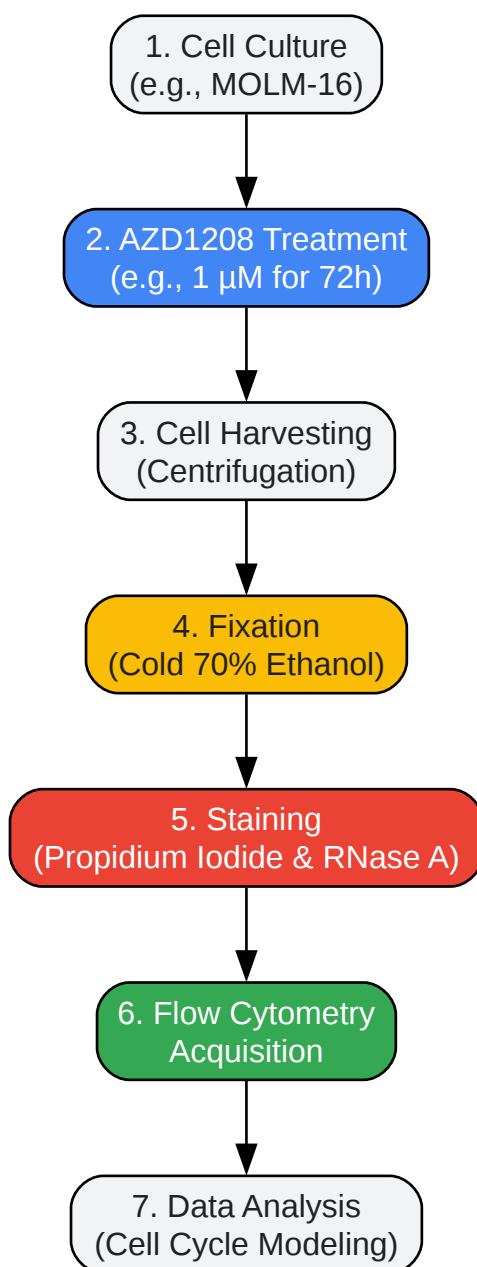 1. Cell Culture
(e.g., MOLM-16)
2. AZD1208 Treatment
(e.g., 1 µM for 72h)
3. Cell Harvesting
(Centrifugation)
4. Fixation
(Cold 70% Ethanol)
5. Staining
(Propidium Iodide & RNase A)
6. Flow Cytometry
Acquisition
7. Data Analysis
(Cell Cycle Modeling)